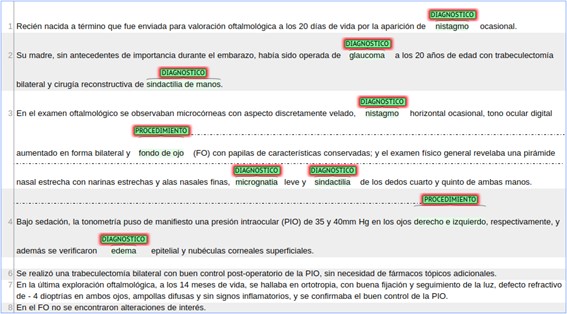 DIAGNOSTICO
1 Recién nacida a término que fue enviada para valoración oftalmológica a los 20 días de vida por la aparición de nistagmo ocasional.
DIAGNOSTICO
2 Su madre, sin antecedentes de importancia durante el embarazo, había sido operada de glaucoma a los 20 años de edad con trabeculectomía
DIAGNOSTICO
bilateral y cirugía reconstructiva de sindactilia de manos.
DIAGNOSTICO
3 En el examen oftalmológico se observaban microcórneas con aspecto discretamente velado, nistagmo horizontal ocasional, tono ocular digital
PROCEDIMIENTO
aumentado en forma bilateral y fondo de ojo (FO) con papilas de características conservadas; y el examen físico general revelaba una pirámide
DIAGNOSTICO DIAGNOSTICO
nasal estrecha con narinas estrechas y alas nasales finas, micrognatia leve y sindactilia de los dedos cuarto y quinto de ambas manos.
PROCEDIMIENTO
4 Bajo sedación, la tonometría puso de manifiesto una presión intraocular (PIO) de 35 y 40mm Hg en los ojos derecho e izquierdo, respectivamente, y
DIAGNOSTICO
además se verificaron edema epitelial y nubéculas corneales superficiales.
6 Se realizó una trabeculectomía bilateral con buen control post-operatorio de la PIO, sin necesidad de fármacos tópicos adicionales.
7 En la última exploración oftalmológica, a los 14 meses de vida, se hallaba en ortotropia, con buena fijación y seguimiento de la luz, defecto refractivo
de - 4 dioptrías en ambos ojos, ampollas difusas y sin signos inflamatorios, y se confirmaba el buen control de la PIO.
8 En el FO no se encontraron alteraciones de interés.